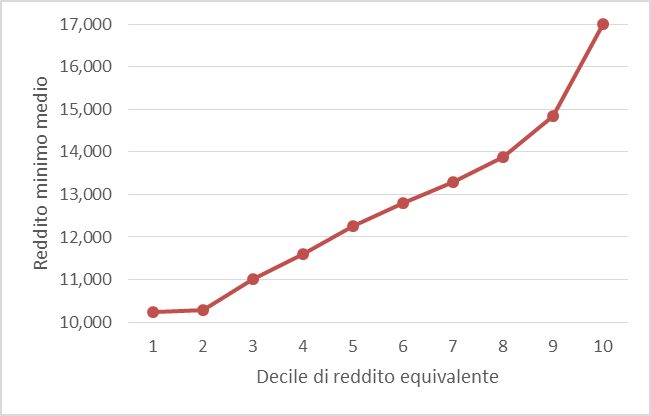 17,000
16,000
15,000
14,000
13,000
12,000
11,000
10,000
Reddito minimo medio
1 2 3 4 5 6 7 8 9 10
Decile di reddito equivalente